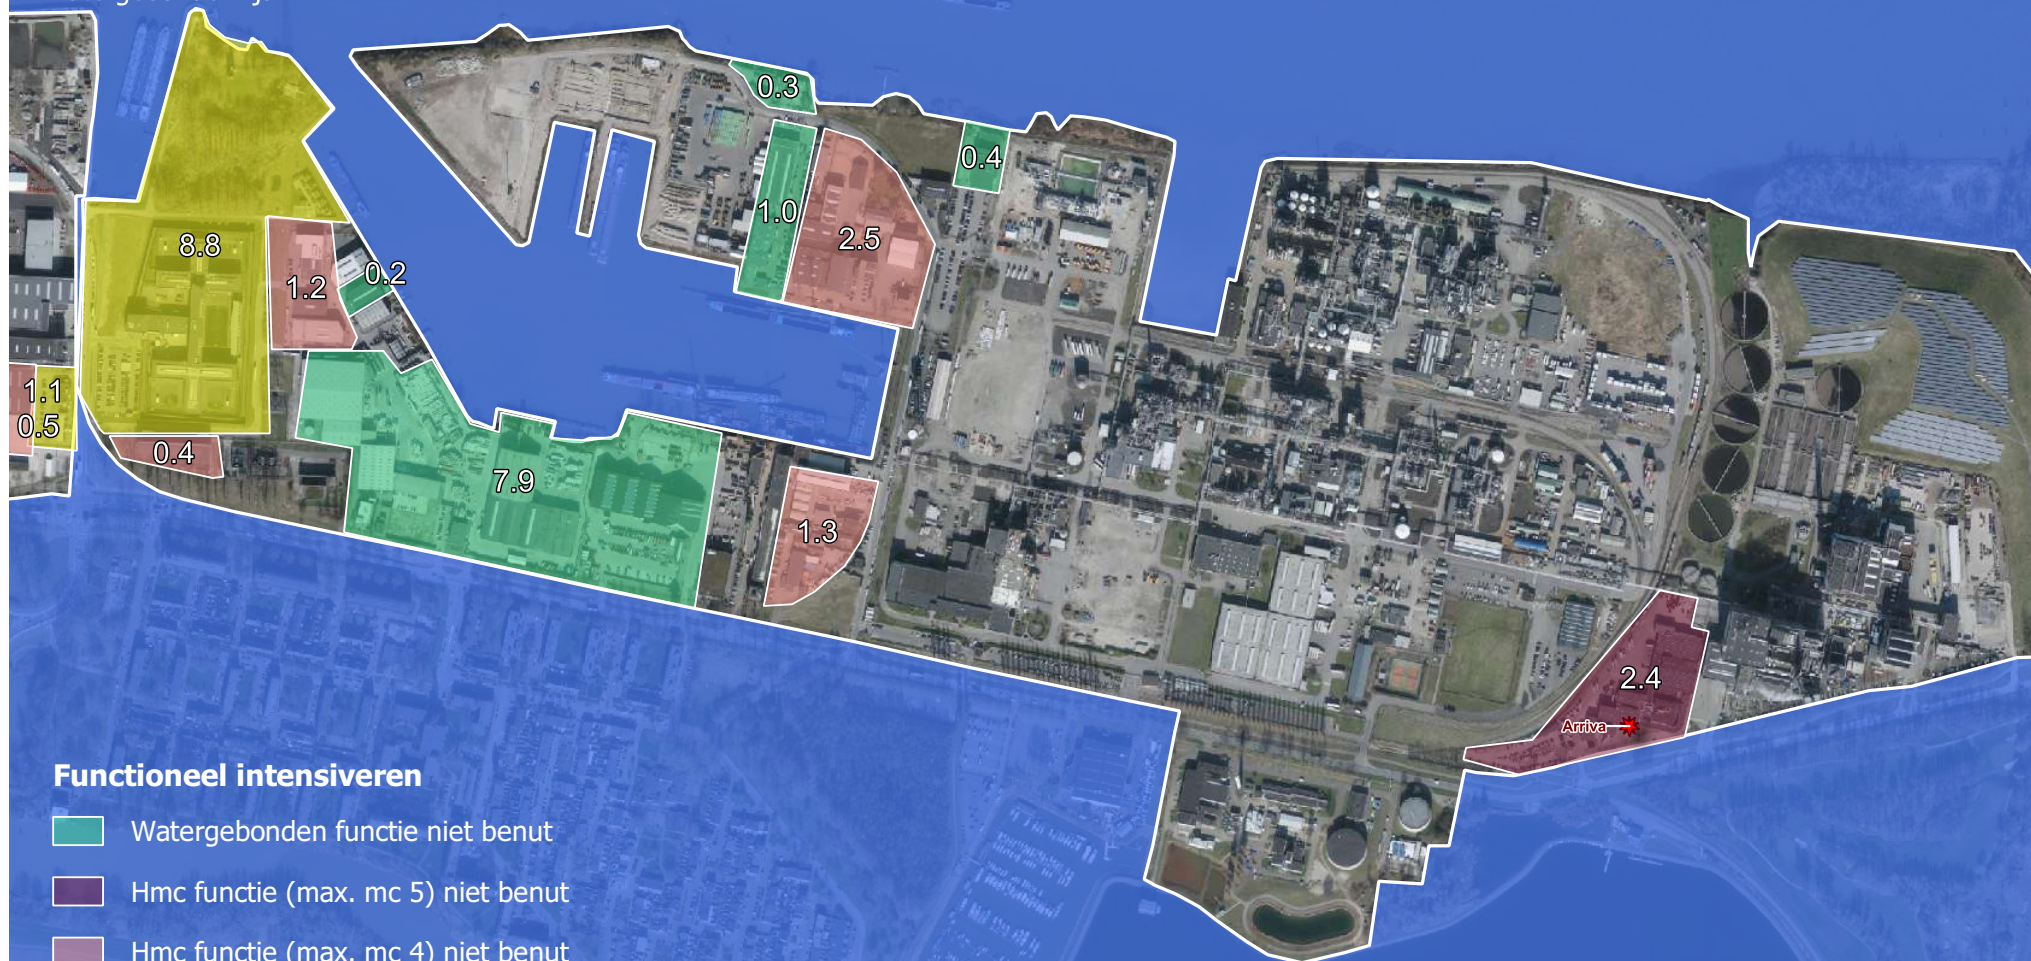 0.3
0.4
1.0
2.5
8.8
0.2
1.2
1.1
0.5
0.4
7.9
1.3
2.4
Arriva
Functioneel intensiveren
Watergebonden functie niet benut
Hmc functie (max. mc 5) niet benut
Hmc functie (max. mc 4) niet benut